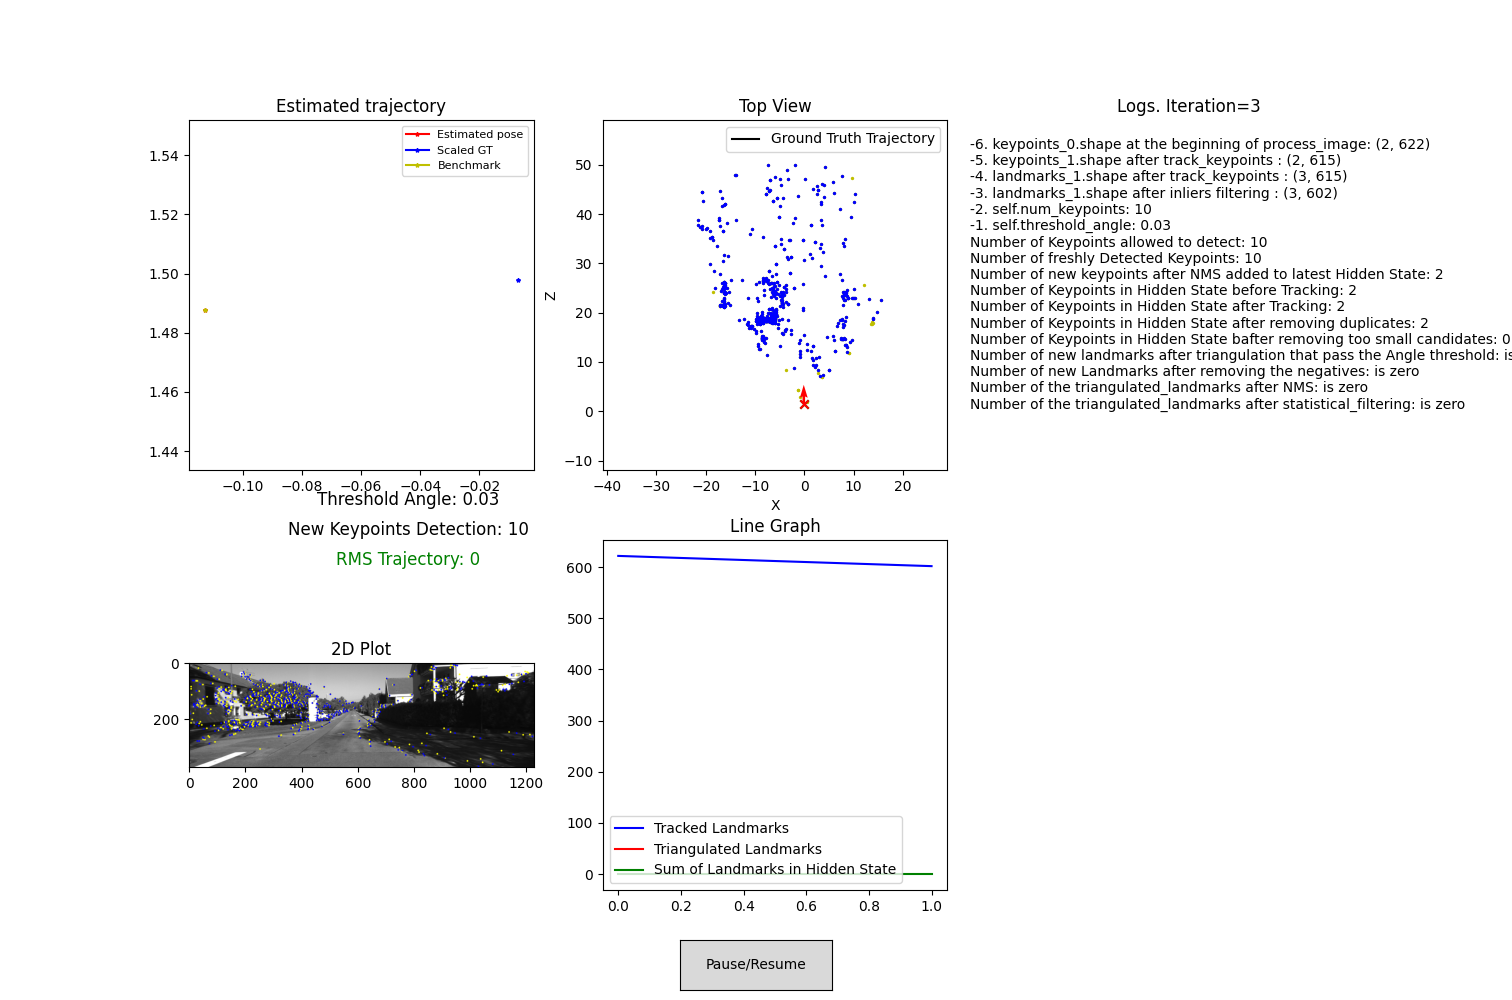 Estimated trajectory
Estimated pose
Scaled GT
Benchmark
1.54
1.52
1.50
1.48
1.46
1.44
−0.10 −0.08 −0.06 −0.04 −0.02
Threshold Angle: 0.03
New Keypoints Detection: 10
RMS Trajectory: 0
Top View
Ground Truth Trajectory
Z
50
40
30
20
10
0
−10
−40 −30 −20 −10 0 10 20
X
Logs. Iteration=3
-6. keypoints_0.shape at the beginning of process_image: (2, 622)
-5. keypoints_1.shape after track_keypoints : (2, 615)
-4. landmarks_1.shape after track_keypoints : (3, 615)
-3. landmarks_1.shape after inliers filtering : (3, 602)
-2. self.num_keypoints: 10
-1. self.threshold_angle: 0.03
Number of Keypoints allowed to detect: 10
Number of freshly Detected Keypoints: 10
Number of new keypoints after NMS added to latest Hidden State: 2
Number of Keypoints in Hidden State before Tracking: 2
Number of Keypoints in Hidden State after Tracking: 2
Number of Keypoints in Hidden State after removing duplicates: 2
Number of Keypoints in Hidden State bafter removing too small candidates: 0
Number of new landmarks after triangulation that pass the Angle threshold: is
Number of new Landmarks after removing the negatives: is zero
Number of the triangulated_landmarks after NMS: is zero
Number of the triangulated_landmarks after statistical_filtering: is zero
2D Plot
0
200
0 200 400 600 800 1000 1200
Line Graph
600
500
400
300
200
100
0
Tracked Landmarks
Triangulated Landmarks
Sum of Landmarks in Hidden State
0.0 0.2 0.4 0.6 0.8 1.0
Pause/Resume